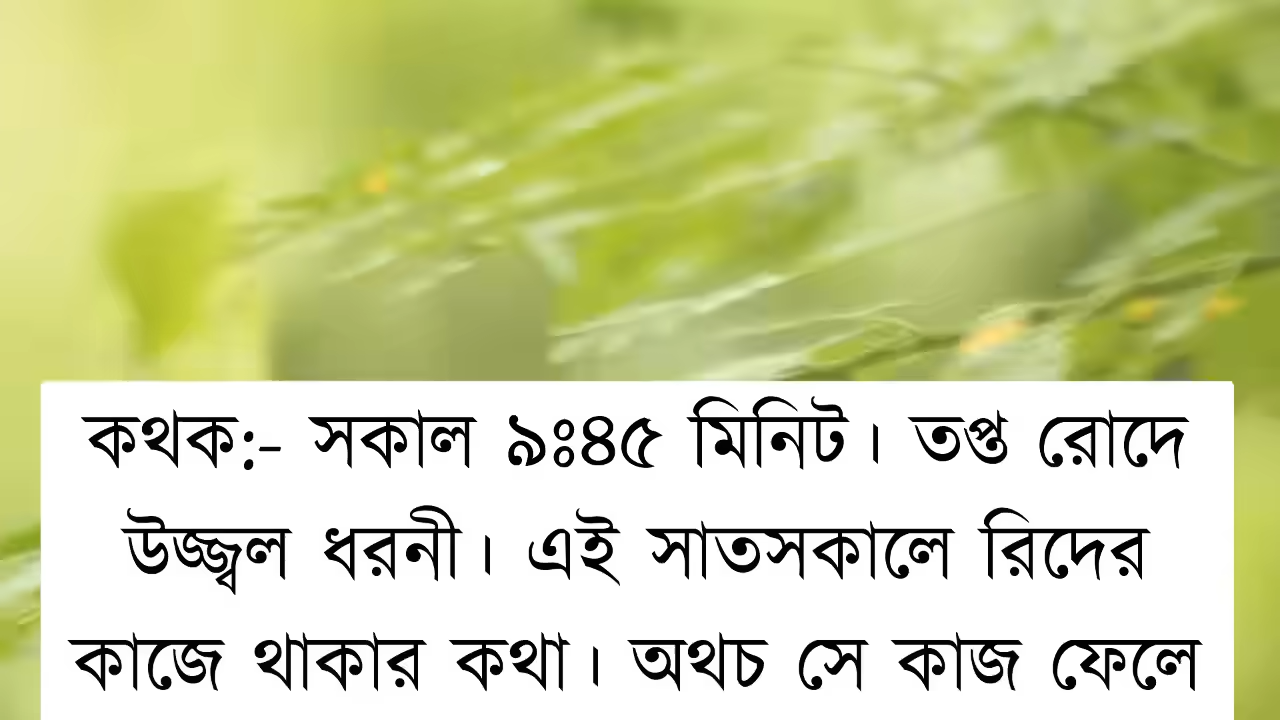 কথক:- সকাল ৯ঃ৪৫ মিনিট। তপ্ত রোদে
উজ্জ্বল ধরনী। এই সাতসকালে রিদের
কাজে থাকার কথা। অথচ সে কাজ ফেলে